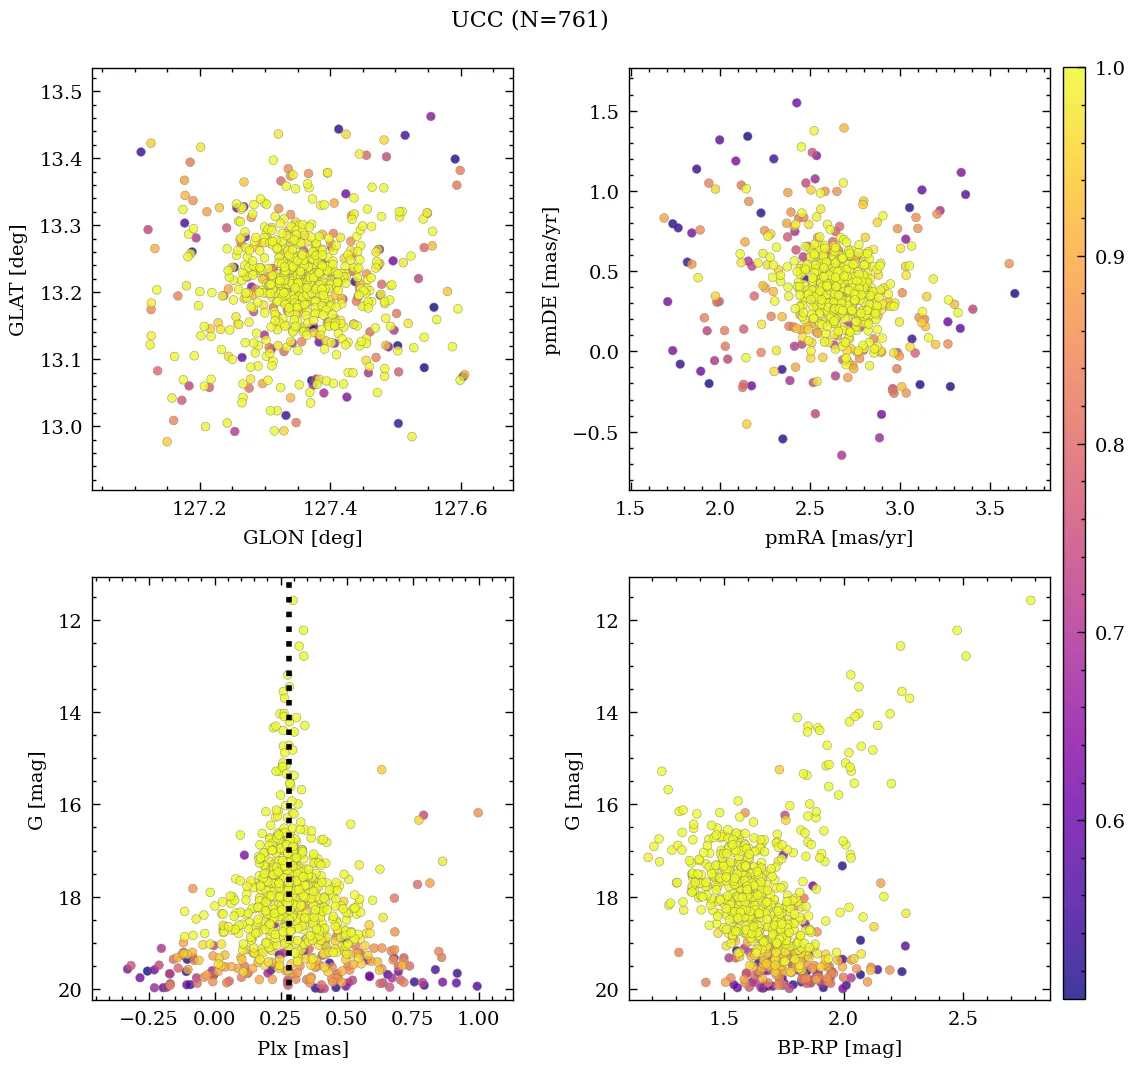 UCC (N=761)
13.5
13.4
13.3
13.2
13.1
13.0
GLAT [deg]
127.2 127.4 127.6
GLON [deg]
1.5
1.0
0.5
0.0
−0.5
pmDE [mas/yr]
1.5 2.0 2.5 3.0 3.5
pmRA [mas/yr]
1.0
0.9
0.8
0.7
0.6
12
14
16
18
20
G [mag]
−0.25 0.00 0.25 0.50 0.75 1.00
Plx [mas]
12
14
16
18
20
G [mag]
1.5 2.0 2.5
BP-RP [mag]